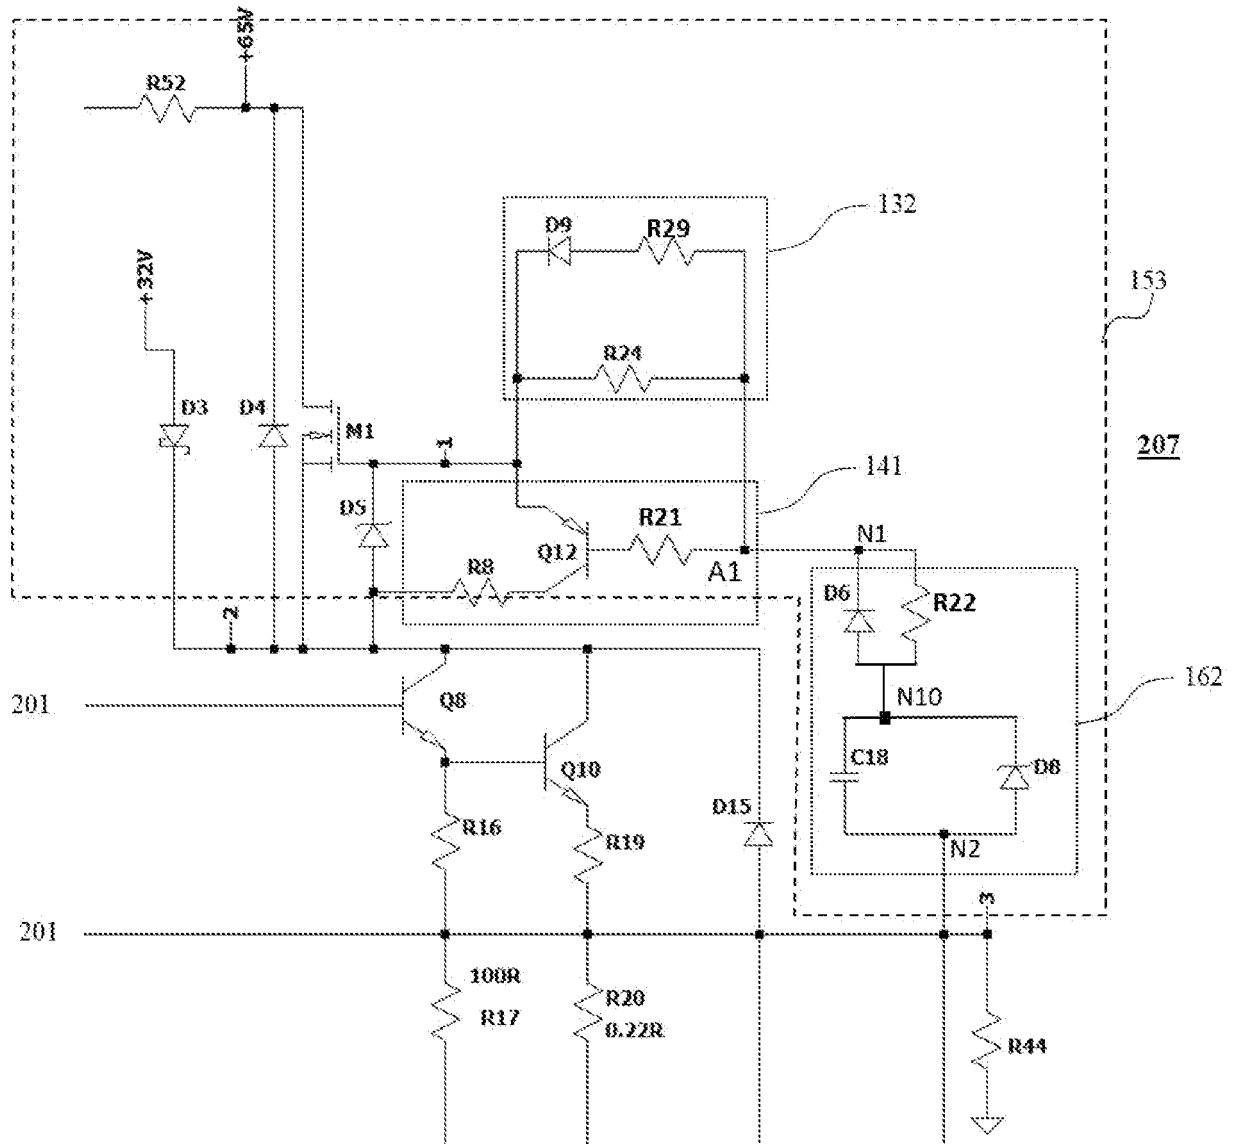 +65V
R52
132
D9
R29
153
+32V
R24
D3
D4
M1
1
207
141
D5
R21
N1
Q12
A1
R8
D6
R22
2
162
201
Q8
N10
C18
D8
Q10
D15
R16
R19
N2
3
201
100R
R17
R20
0.22R
R44